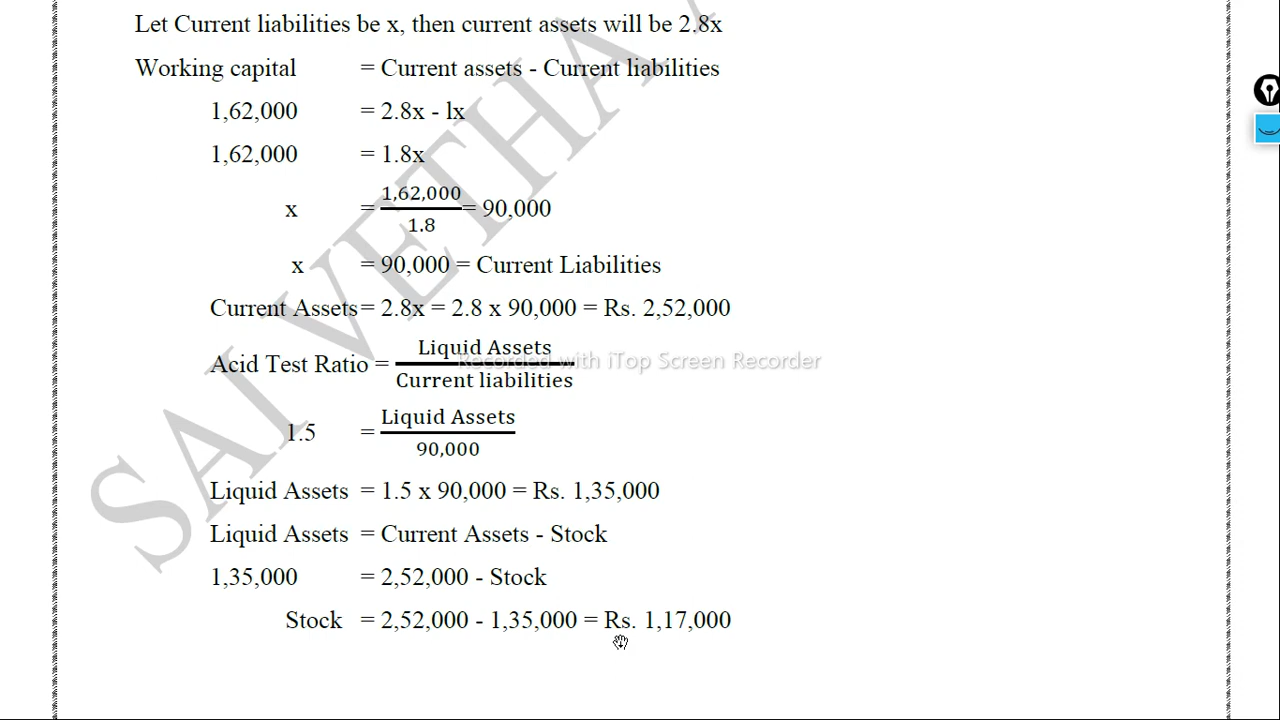 Let Current liabilities be x, then current assets will be 2.8x
Working capital = Current assets - Current liabilities
1,62,000 = 2.8x - lx
1,62,000 = 1.8x
x = 1,62,000 / 1.8 = 90,000
x = 90,000 = Current Liabilities
Current Assets = 2.8x = 2.8 x 90,000 = Rs. 2,52,000
Acid Test Ratio = Liquid Assets / Current liabilities
Recorded with iTop Screen Recorder
1.5 = Liquid Assets / 90,000
Liquid Assets = 1.5 x 90,000 = Rs. 1,35,000
Liquid Assets = Current Assets - Stock
1,35,000 = 2,52,000 - Stock
Stock = 2,52,000 - 1,35,000 = Rs. 1,17,000
SAI VETHA